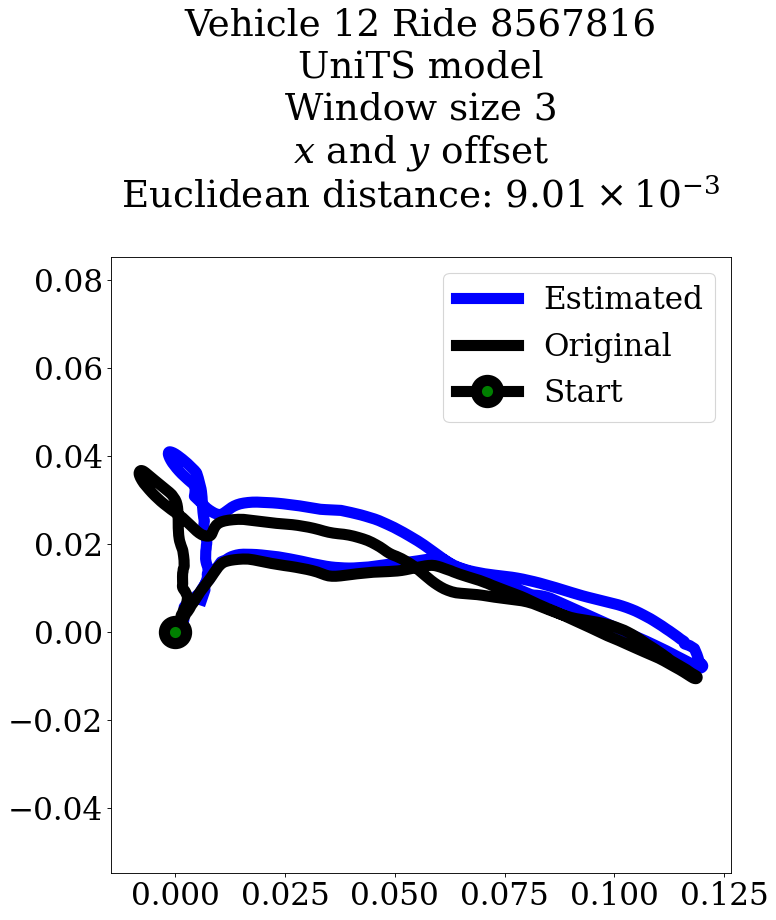 Vehicle 12 Ride 8567816
UniTS model
Window size 3
x and y offset
Euclidean distance: 9.01 × 10⁻³
Estimated
Original
Start
0.08
0.06
0.04
0.02
0.00
−0.02
−0.04
0.000 0.025 0.050 0.075 0.100 0.125